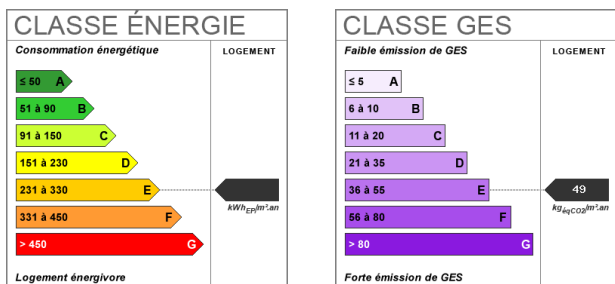 CLASSE ÉNERGIE
Consommation énergétique
LOGEMENT
≤ 50 A
51 à 90 B
91 à 150 C
151 à 230 D
231 à 330 E
331 à 450 F
> 450 G
kWhEP/m².an
Logement énergivore
CLASSE GES
Faible émission de GES
LOGEMENT
≤ 5 A
6 à 10 B
11 à 20 C
21 à 35 D
36 à 55 E
49
56 à 80 F
> 80 G
kgéqCO2/m².an
Forte émission de GES